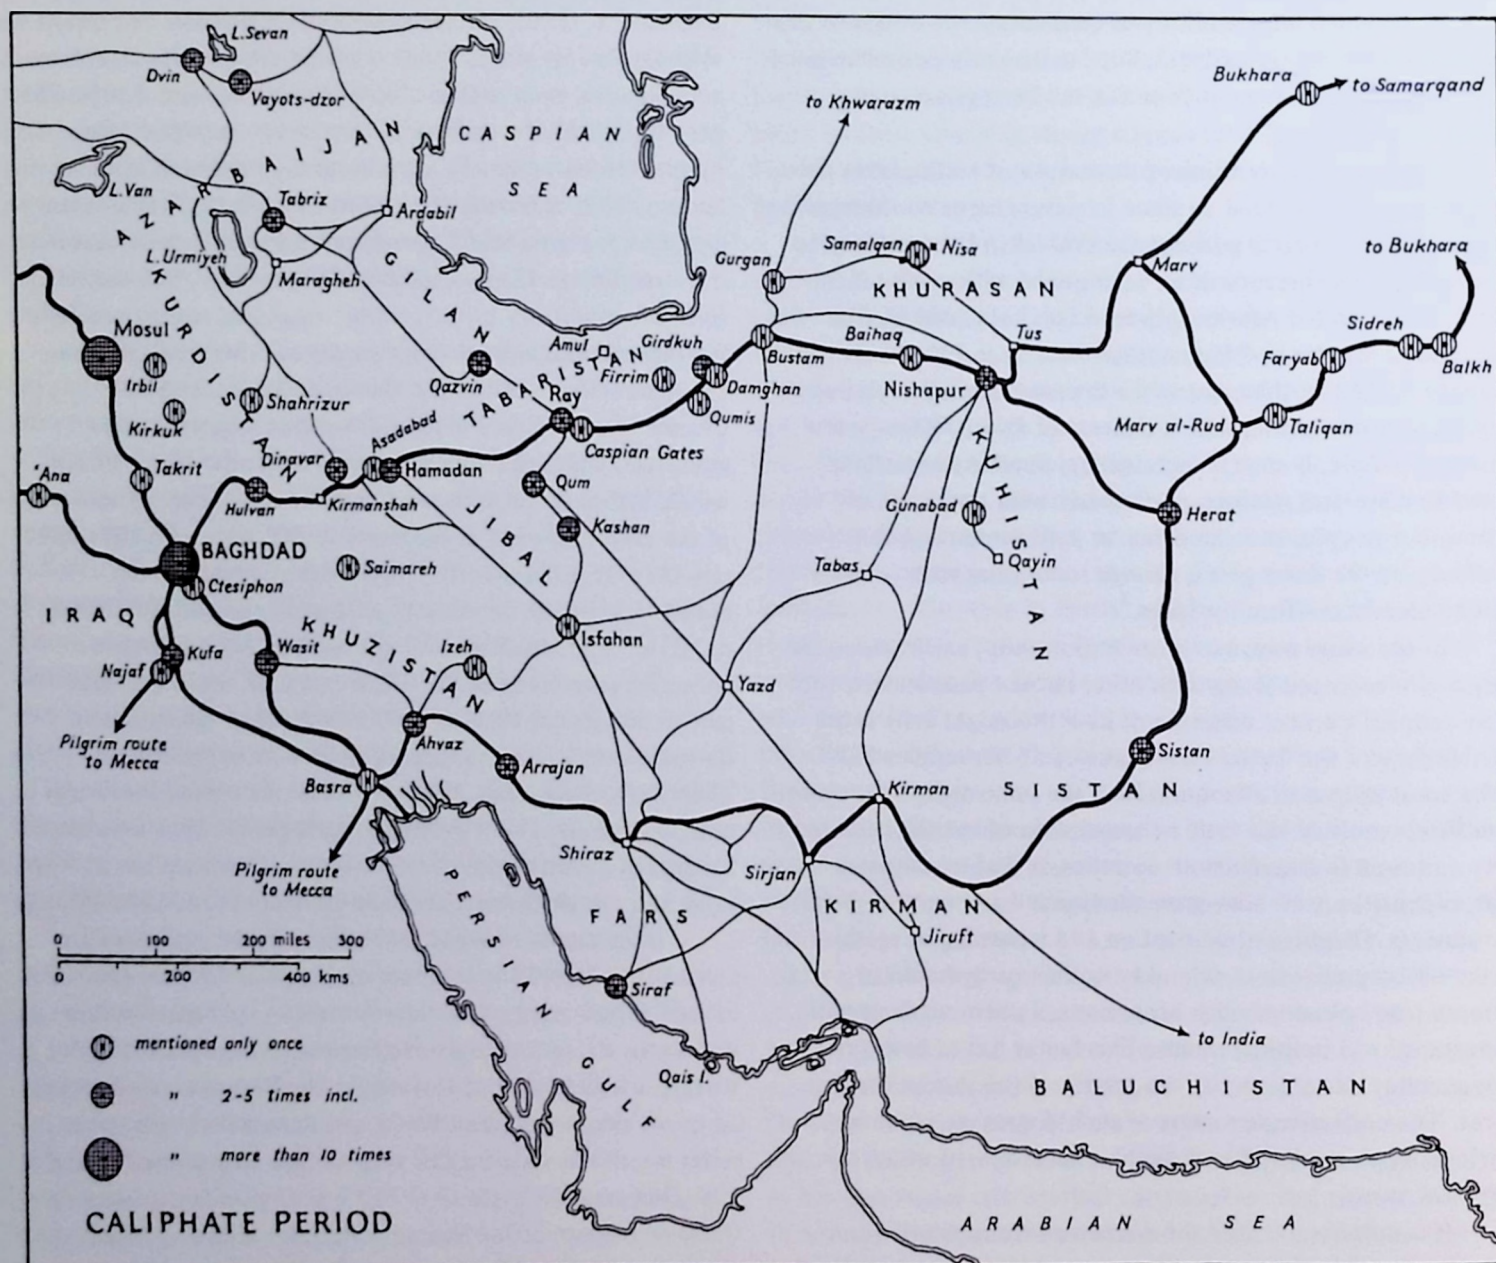 L.Sevan
Dvin
Vayots-dzor
CASPIAN
SEA
Bukhara
to Samarqand
to Khwarazm
AZARBAIJAN
L.Van
Tabriz
Ardabil
L.Urmiyeh
Maragheh
GILAN
KURDISTAN
Gurgan
Samalqan
Nisa
Marv
to Bukhara
KHURASAN
Mosul
Irbil
Kirkuk
Shahrizur
Qazvin
Amul
TABARISTAN
Firrim
Girdkuh
Bustam
Damghan
Qumis
Baihaq
Tus
Nishapur
Sidreh
Faryab
Balkh
Marv al-Rud
Taliqan
Ray
Caspian Gates
Asadabad
Hamadan
Dinavar
Takrit
'Ana
Hulvan
Kirmanshah
Qum
Kashan
JIBAL
KUHISTAN
Gunabad
Herat
Qayin
Tabas
BAGHDAD
Ctesiphon
Saimareh
IRAQ
KHUZISTAN
Isfahan
Wasit
Izeh
Kufa
Najaf
Yazd
Pilgrim route
to Mecca
Ahvaz
Arrajan
Basra
Kirman
Sistan
SISTAN
Shiraz
Sirjan
Pilgrim route
to Mecca
PERSIAN GULF
FARS
KIRMAN
Jiruft
Siraf
Qais I.
to India
BALUCHISTAN
ARABIAN SEA
0 100 200 miles 300
200 400 kms
mentioned only once
" 2-5 times incl.
" more than 10 times
CALIPHATE PERIOD